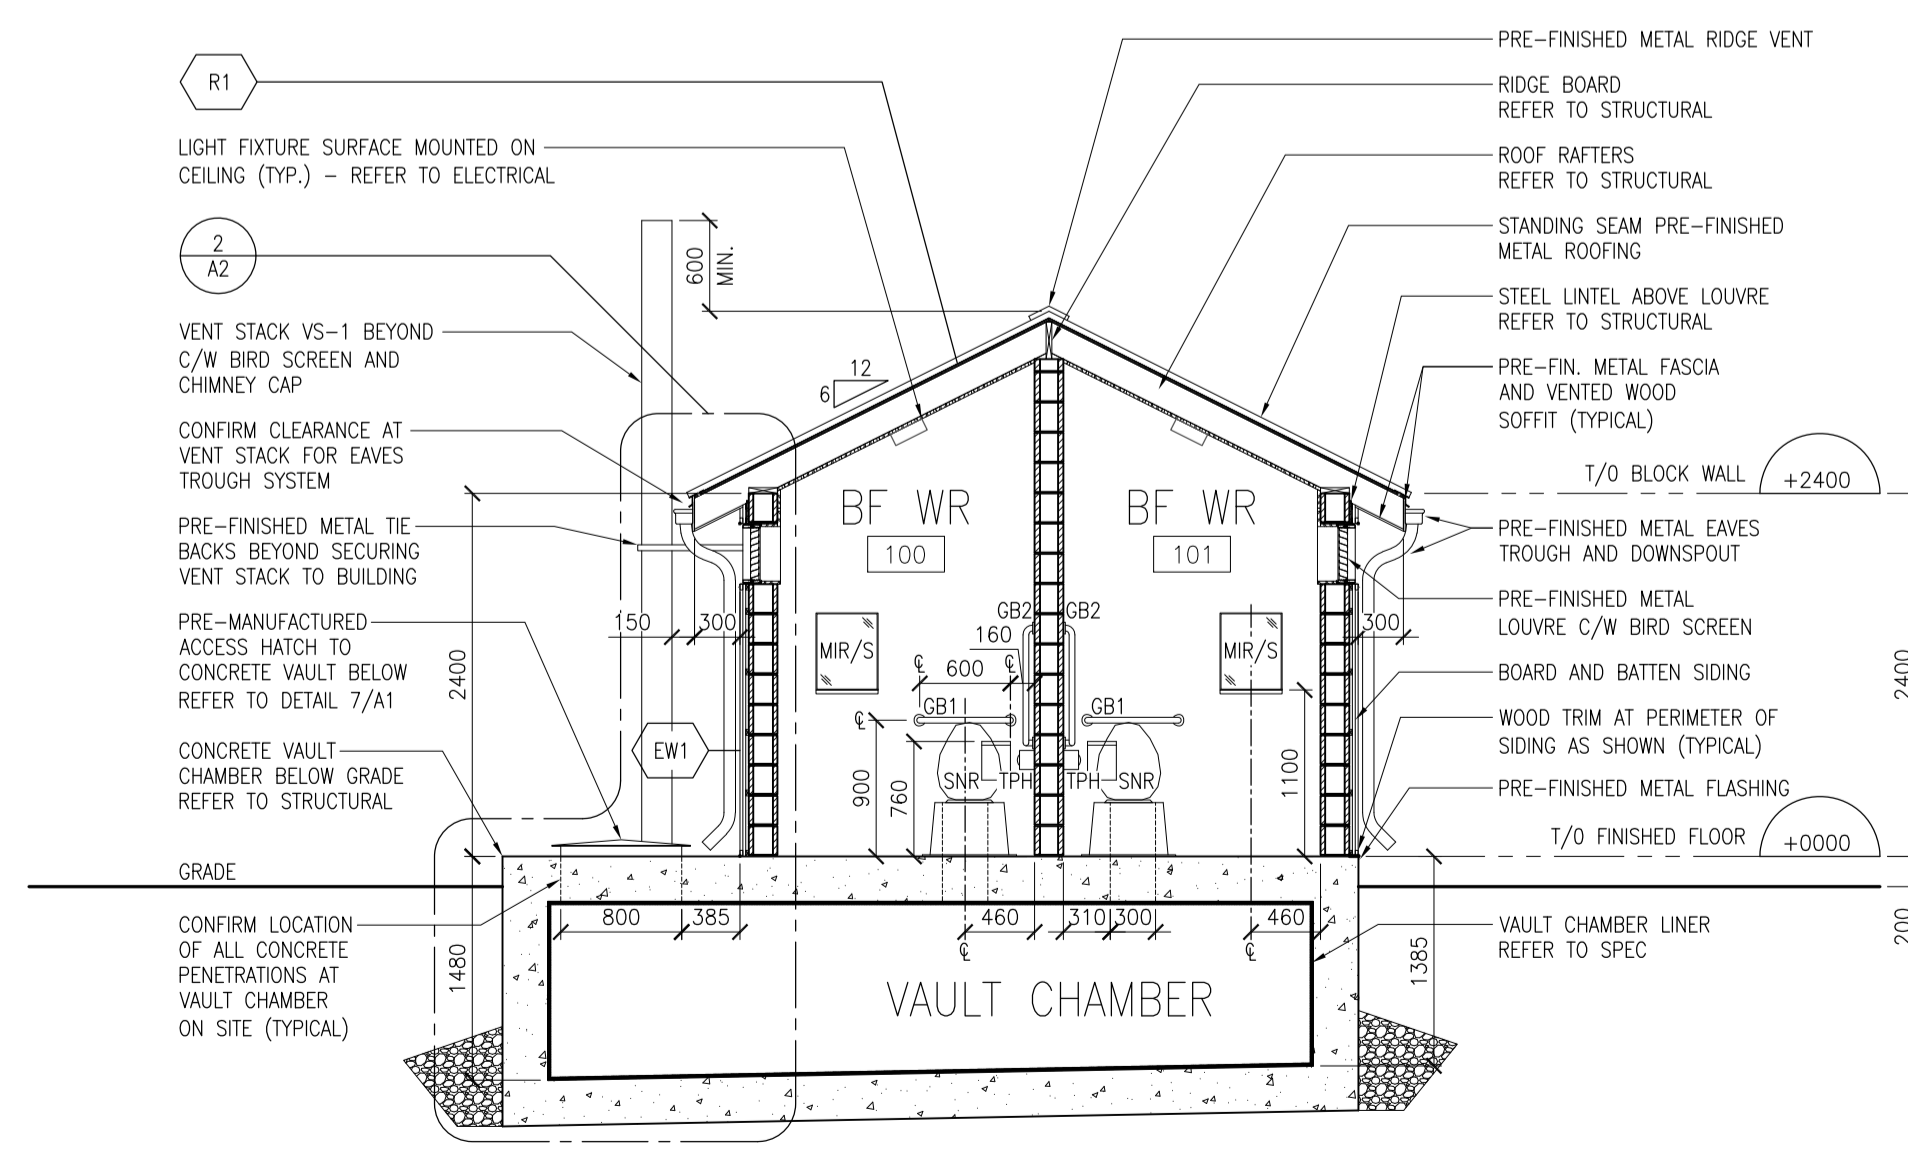 R1
LIGHT FIXTURE SURFACE MOUNTED ON
CEILING (TYP.) – REFER TO ELECTRICAL
2
A2
VENT STACK VS–1 BEYOND
C/W BIRD SCREEN AND
CHIMNEY CAP
CONFIRM CLEARANCE AT
VENT STACK FOR EAVES
TROUGH SYSTEM
PRE–FINISHED METAL TIE
BACKS BEYOND SECURING
VENT STACK TO BUILDING
PRE–MANUFACTURED
ACCESS HATCH TO
CONCRETE VAULT BELOW
REFER TO DETAIL 7/A1
CONCRETE VAULT
CHAMBER BELOW GRADE
REFER TO STRUCTURAL
GRADE
CONFIRM LOCATION
OF ALL CONCRETE
PENETRATIONS AT
VAULT CHAMBER
ON SITE (TYPICAL)
600
MIN.
12
6
BF WR
100
BF WR
101
150
300
2400
EW1
MIR/S
GB2
GB2
160
℄
℄
600
℄
GB1
GB1
MIR/S
300
SNR
TPH
TPH
SNR
900
760
1100
800
385
460
310
300
460
℄
℄
1480
1385
VAULT CHAMBER
PRE–FINISHED METAL RIDGE VENT
RIDGE BOARD
REFER TO STRUCTURAL
ROOF RAFTERS
REFER TO STRUCTURAL
STANDING SEAM PRE–FINISHED
METAL ROOFING
STEEL LINTEL ABOVE LOUVRE
REFER TO STRUCTURAL
PRE–FIN. METAL FASCIA
AND VENTED WOOD
SOFFIT (TYPICAL)
T/O BLOCK WALL
+2400
PRE–FINISHED METAL EAVES
TROUGH AND DOWNSPOUT
PRE–FINISHED METAL
LOUVRE C/W BIRD SCREEN
BOARD AND BATTEN SIDING
WOOD TRIM AT PERIMETER OF
SIDING AS SHOWN (TYPICAL)
PRE–FINISHED METAL FLASHING
T/O FINISHED FLOOR
+0000
VAULT CHAMBER LINER
REFER TO SPEC
2400
200